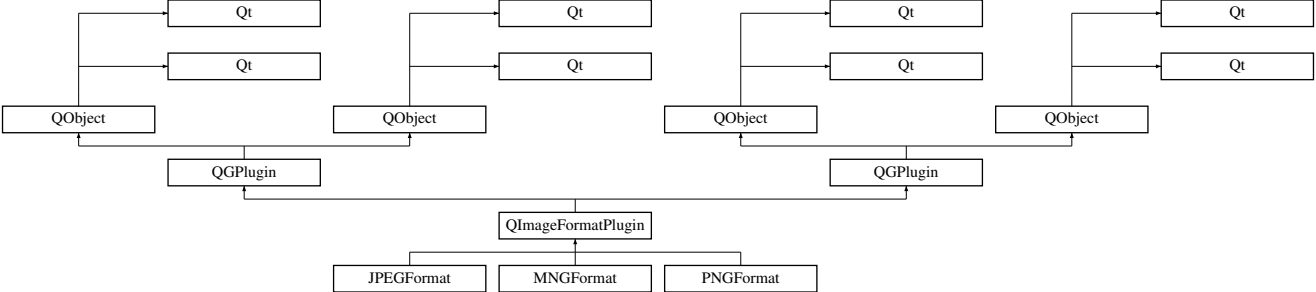 Qt Qt Qt Qt
Qt Qt Qt Qt
QObject QObject QObject QObject
QGPlugin QGPlugin
QImageFormatPlugin
JPEGFormat MNGFormat PNGFormat